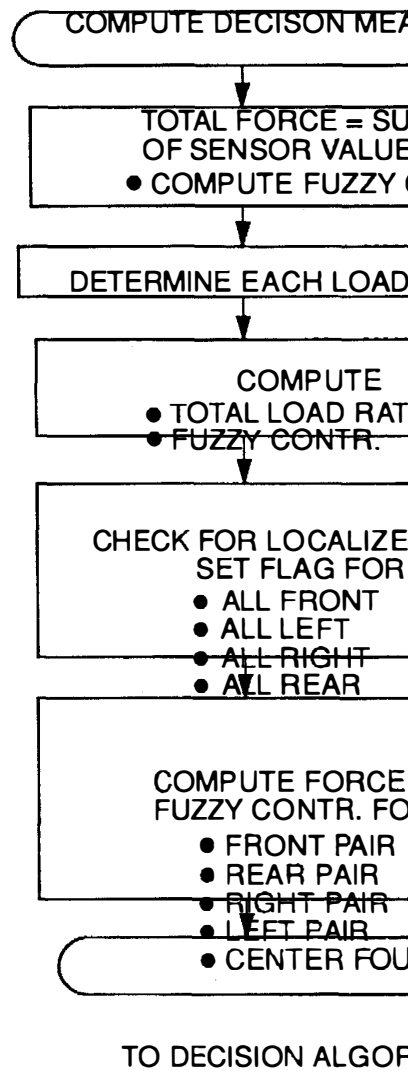 COMPUTE DECISON MEA
TOTAL FORCE = SU
OF SENSOR VALUE
• COMPUTE FUZZY C
DETERMINE EACH LOAD
COMPUTE
• TOTAL LOAD RAT
• FUZZY CONTR.
CHECK FOR LOCALIZE
SET FLAG FOR
• ALL FRONT
• ALL LEFT
• ALL RIGHT
• ALL REAR
COMPUTE FORCE
FUZZY CONTR. FO
• FRONT PAIR
• REAR PAIR
• RIGHT PAIR
• LEFT PAIR
• CENTER FOU
TO DECISION ALGOR